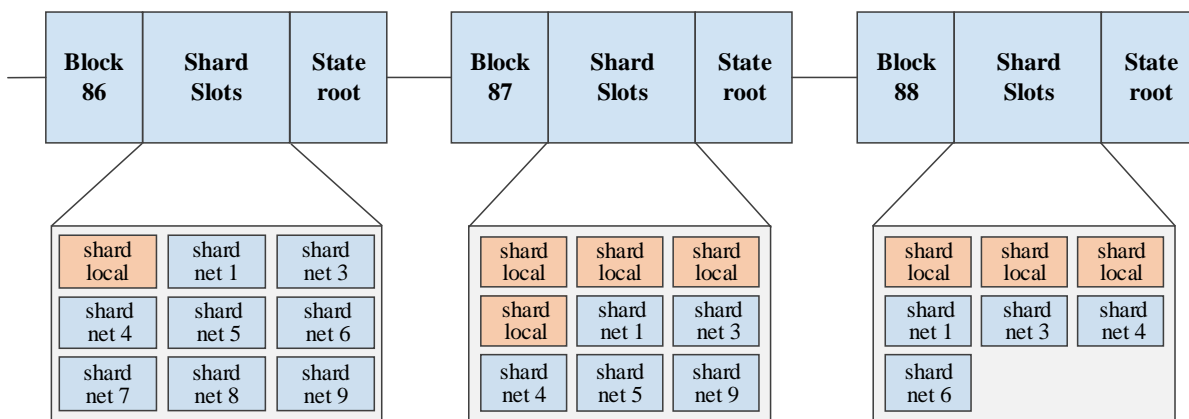 Block
86
Shard
Slots
State
root
Block
87
Shard
Slots
State
root
Block
88
Shard
Slots
State
root
shard
local
shard
net 1
shard
net 3
shard
net 4
shard
net 5
shard
net 6
shard
net 7
shard
net 8
shard
net 9
shard
local
shard
local
shard
local
shard
local
shard
net 1
shard
net 3
shard
net 4
shard
net 5
shard
net 9
shard
local
shard
local
shard
local
shard
net 1
shard
net 3
shard
net 4
shard
net 6